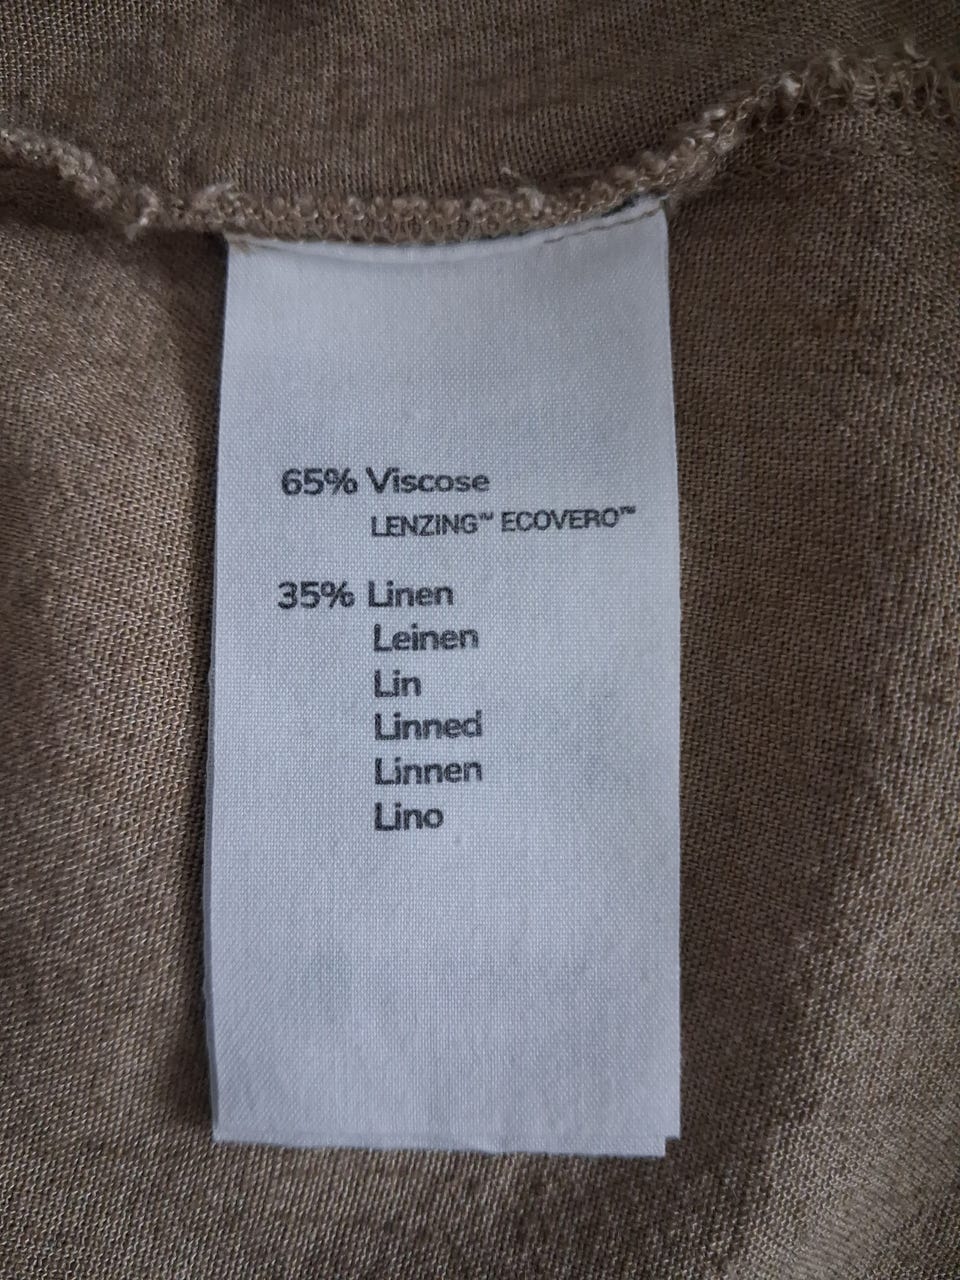 65% Viscose
LENZING™ ECOVERO™
35% Linen
Leinen
Lin
Linned
Linnen
Lino